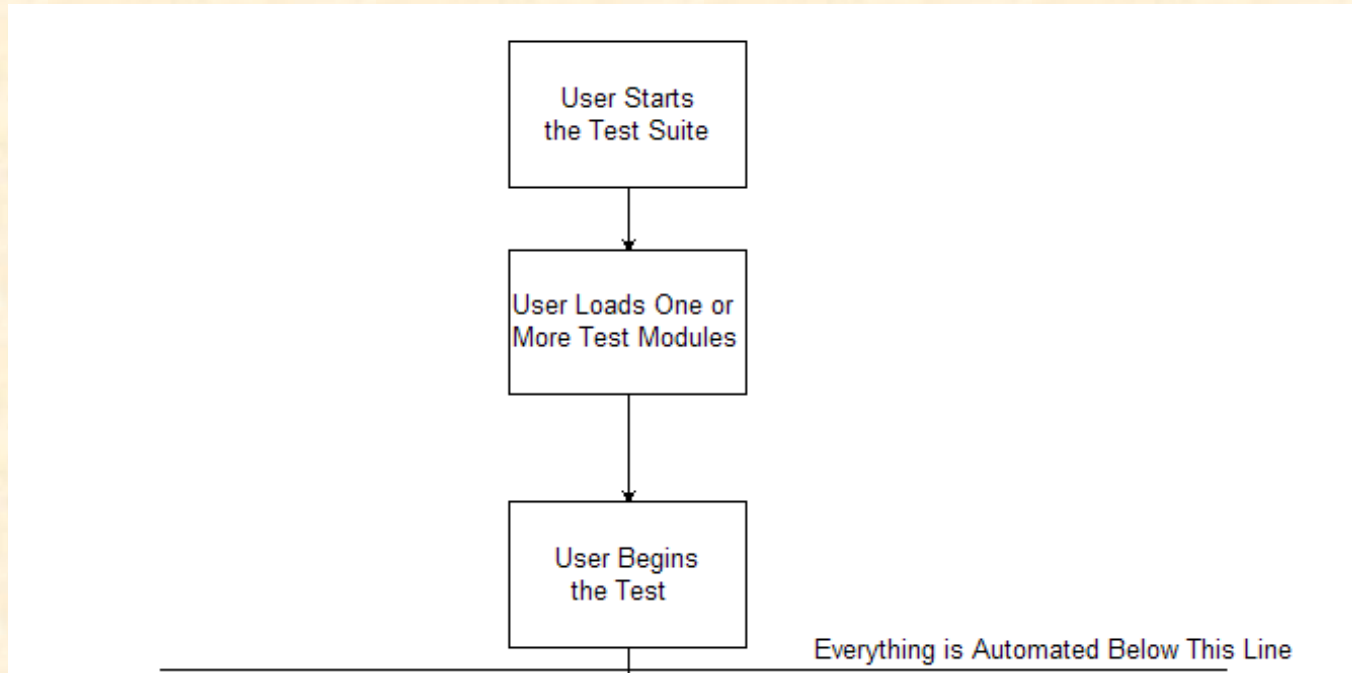 User Starts
the Test Suite
User Loads One or
More Test Modules
User Begins
the Test
Everything is Automated Below This Line